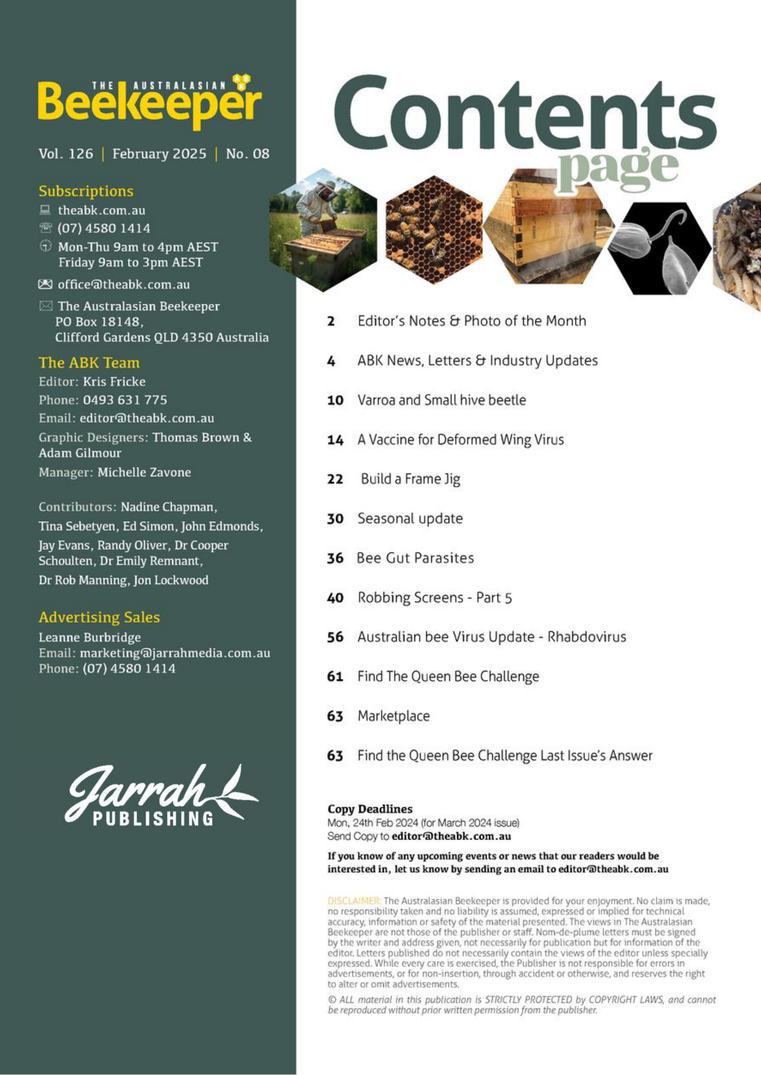 THE AUSTRALASIAN
Beekeeper
Vol. 126 | February 2025 | No. 08
Subscriptions
theabk.com.au
(07) 4580 1414
Mon-Thu 9am to 4pm AEST
Friday 9am to 3pm AEST
office@theabk.com.au
The Australasian Beekeeper
PO Box 18148,
Clifford Gardens QLD 4350 Australia
The ABK Team
Editor: Kris Fricke
Phone: 0493 631 775
Email: editor@theabk.com.au
Graphic Designers: Thomas Brown &
Adam Gilmour
Manager: Michelle Zavone
Contributors: Nadine Chapman,
Tina Sebetyen, Ed Simon, John Edmonds,
Jay Evans, Randy Oliver, Dr Cooper
Schoulten, Dr Emily Remnant,
Dr Rob Manning, Jon Lockwood
Advertising Sales
Leanne Burbridge
Email: marketing@jarrahmedia.com.au
Phone: (07) 4580 1414
Jarrah
PUBLISHING
Contents
page
2 Editor's Notes & Photo of the Month
4 ABK News, Letters & Industry Updates
10 Varroa and Small hive beetle
14 A Vaccine for Deformed Wing Virus
22 Build a Frame Jig
30 Seasonal update
36 Bee Gut Parasites
40 Robbing Screens - Part 5
56 Australian bee Virus Update - Rhabdovirus
61 Find The Queen Bee Challenge
63 Marketplace
63 Find the Queen Bee Challenge Last Issue's Answer
Copy Deadlines
Mon, 24th Feb 2024 (for March 2024 issue)
Send Copy to editor@theabk.com.au
If you know of any upcoming events or news that our readers would be
interested in, let us know by sending an email to editor@theabk.com.au
DISCLAIMER: The Australasian Beekeeper is provided for your enjoyment. No claim is made,
no responsibility taken and no liability is assumed, expressed or implied for technical
accuracy, information or safety of the material presented. The views in The Australasian
Beekeeper are not those of the publisher or staff. Nom-de-plume letters must be signed
by the writer and address given, not necessarily for publication but for information of the
editor. Letters published do not necessarily contain the views of the editor unless specially
expressed. While every care is exercised, the Publisher is not responsible for errors in
advertisements, or for non-insertion, through accident or otherwise, and reserves the right
to alter or omit advertisements.
© ALL material in this publication is STRICTLY PROTECTED by COPYRIGHT LAWS, and cannot
be reproduced without prior written permission from the publisher.